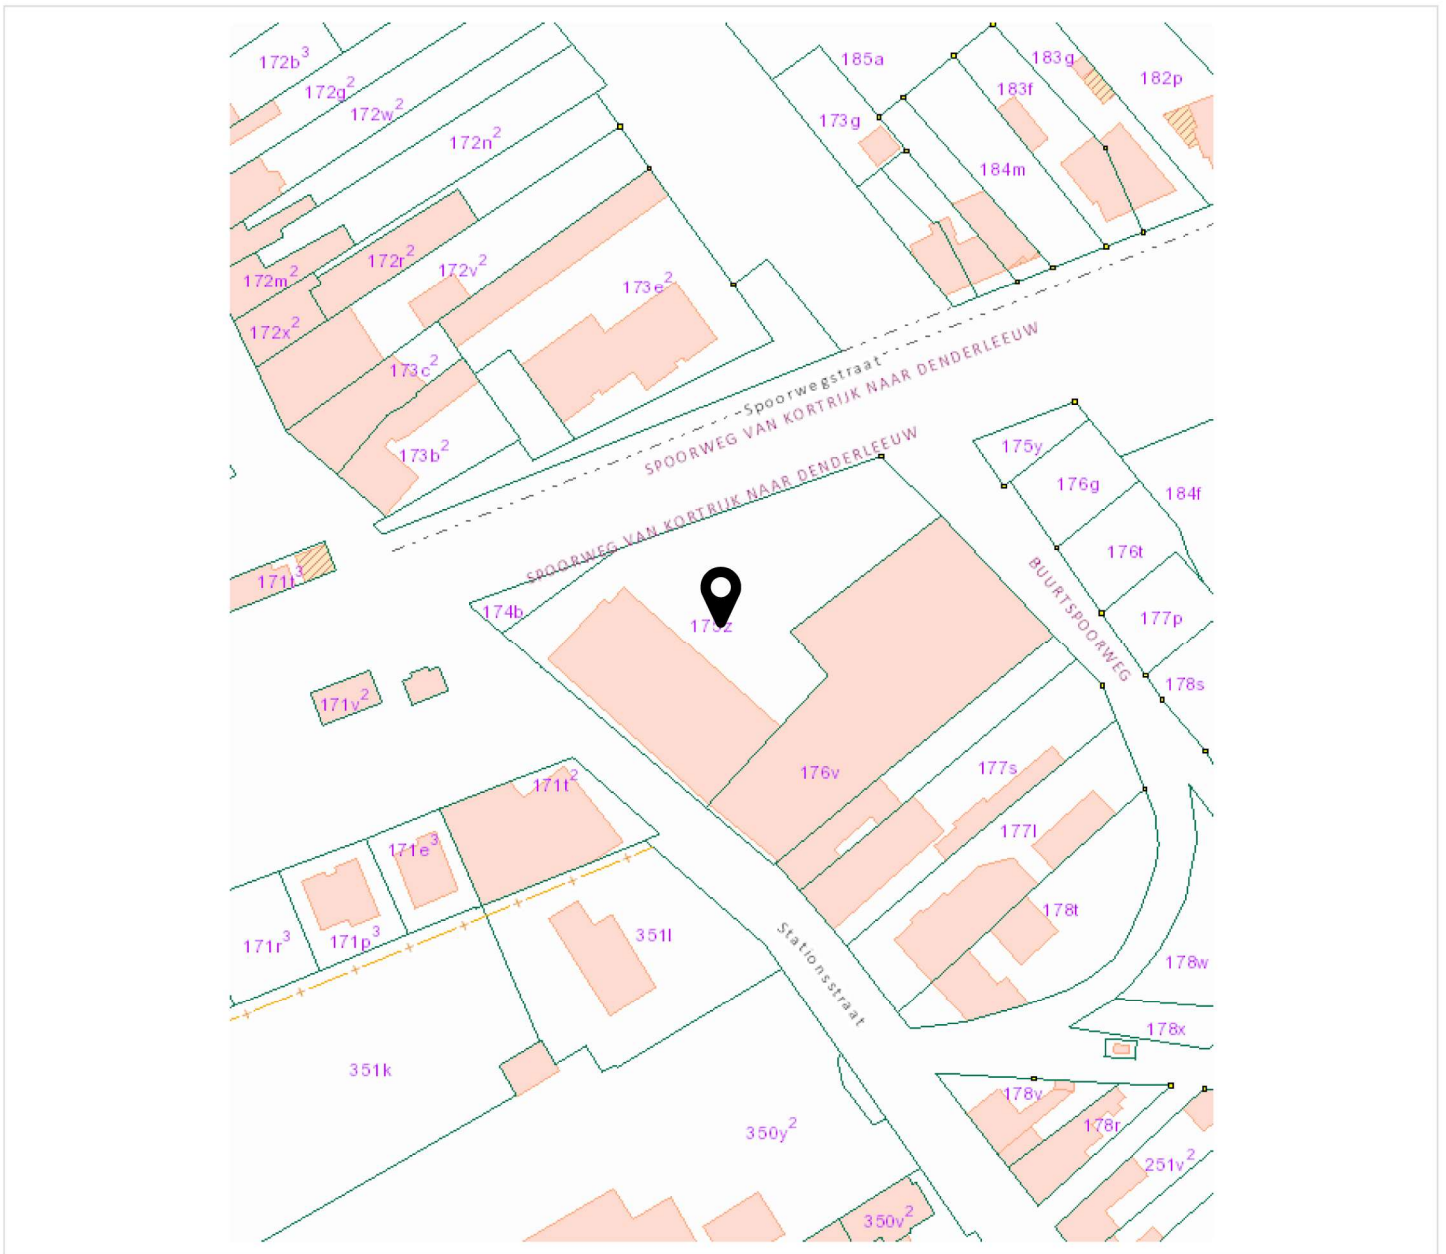 172b³
172g²
172w²
172n²
185a
183g
182p
183f
173g
184m
172r²
172v²
172m²
173e²
172x²
173c²
173b²
Spoorwegstraat
SPOORWEG VAN KORTRIJK NAAR DENDERLEEUW
SPOORWEG VAN KORTRIJK NAAR DENDERLEEUW
175y
176g
184f
176t
171t³
174b
BUURTSPOORWEG
177p
178s
171v²
176v
177s
171t²
177l
171e³
178t
171r³
171p³
351l
Stationsstraat
178w
178x
351k
178v
178r
350y²
251v²
350v²